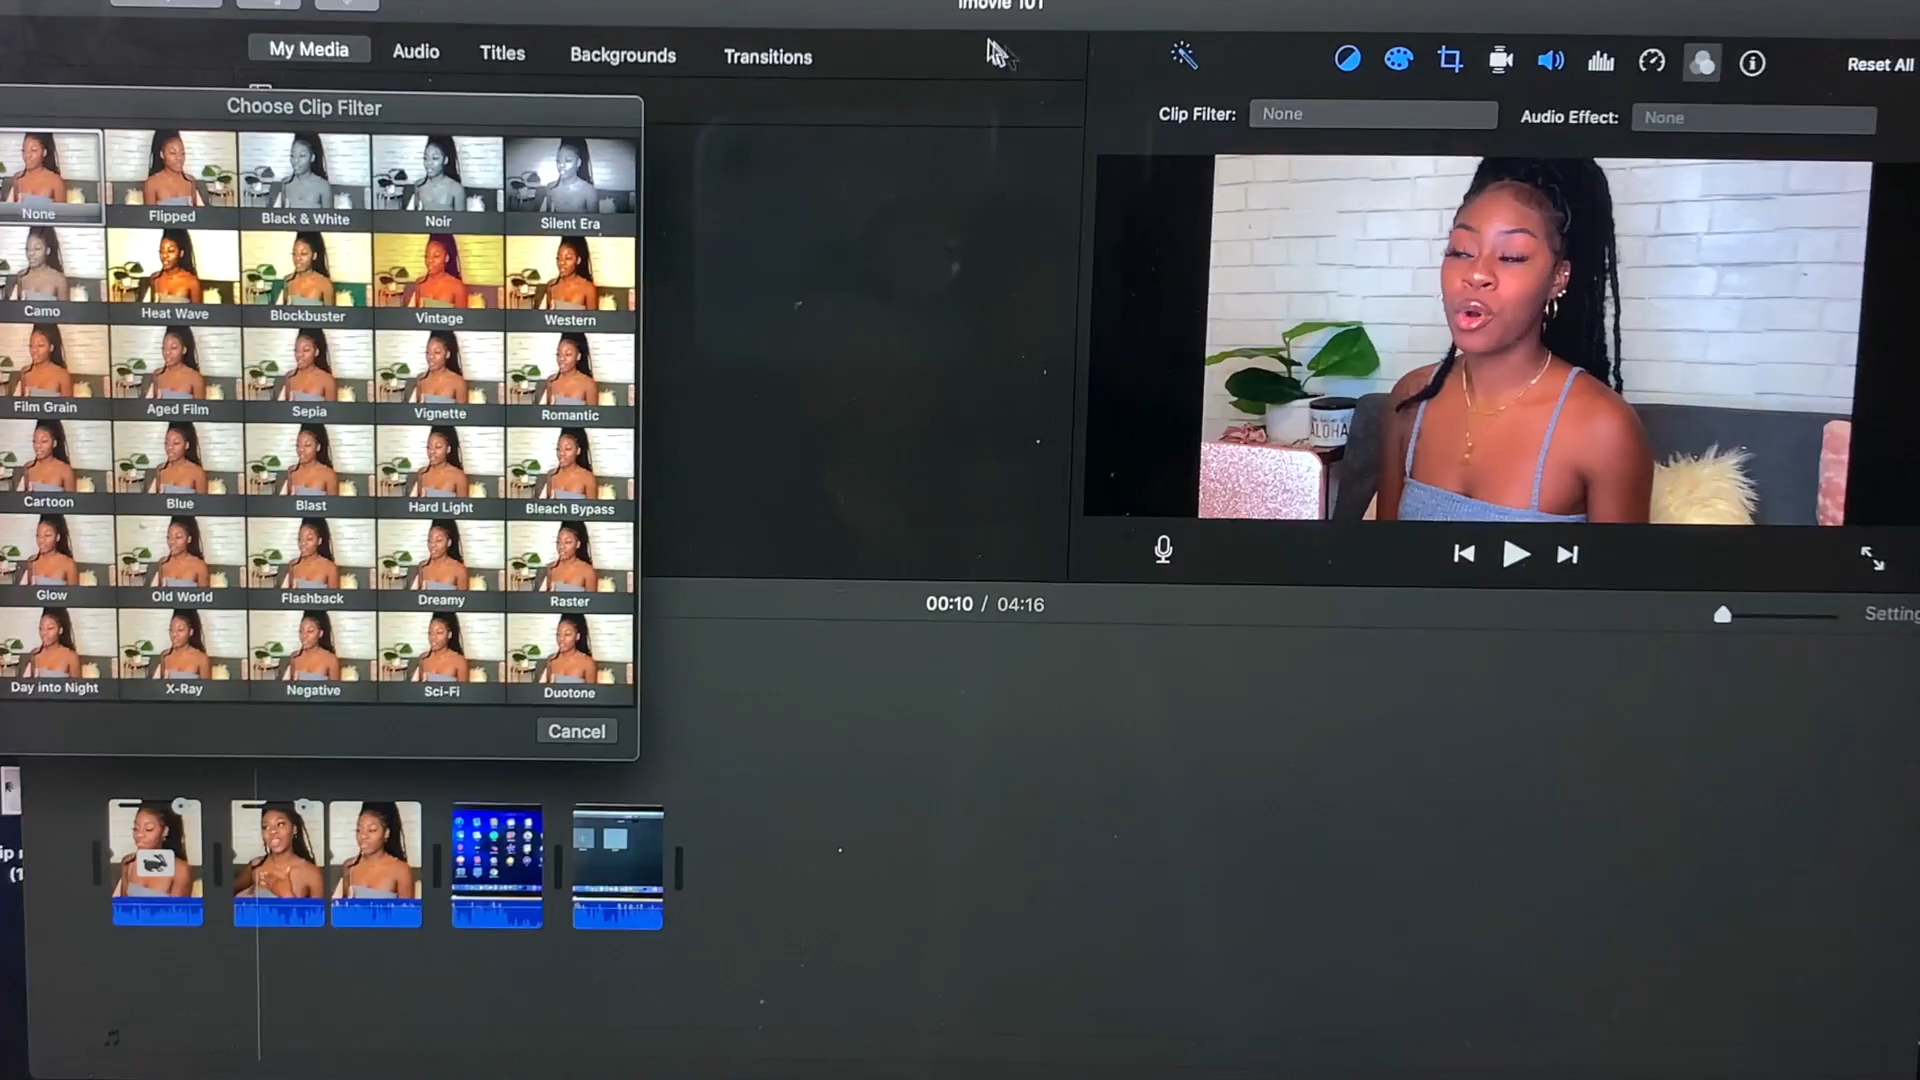 iMovie 101
My Media
Audio
Titles
Backgrounds
Transitions
Reset All
Choose Clip Filter
Clip Filter:
None
Audio Effect:
None
None
Flipped
Black & White
Noir
Silent Era
Camo
Heat Wave
Blockbuster
Vintage
Western
Film Grain
Aged Film
Sepia
Vignette
Romantic
Cartoon
Blue
Blast
Hard Light
Bleach Bypass
Glow
Old World
Flashback
Dreamy
Raster
Day into Night
X-Ray
Negative
Sci-Fi
Duotone
Cancel
ALOHA
00:10 / 04:16
Setting